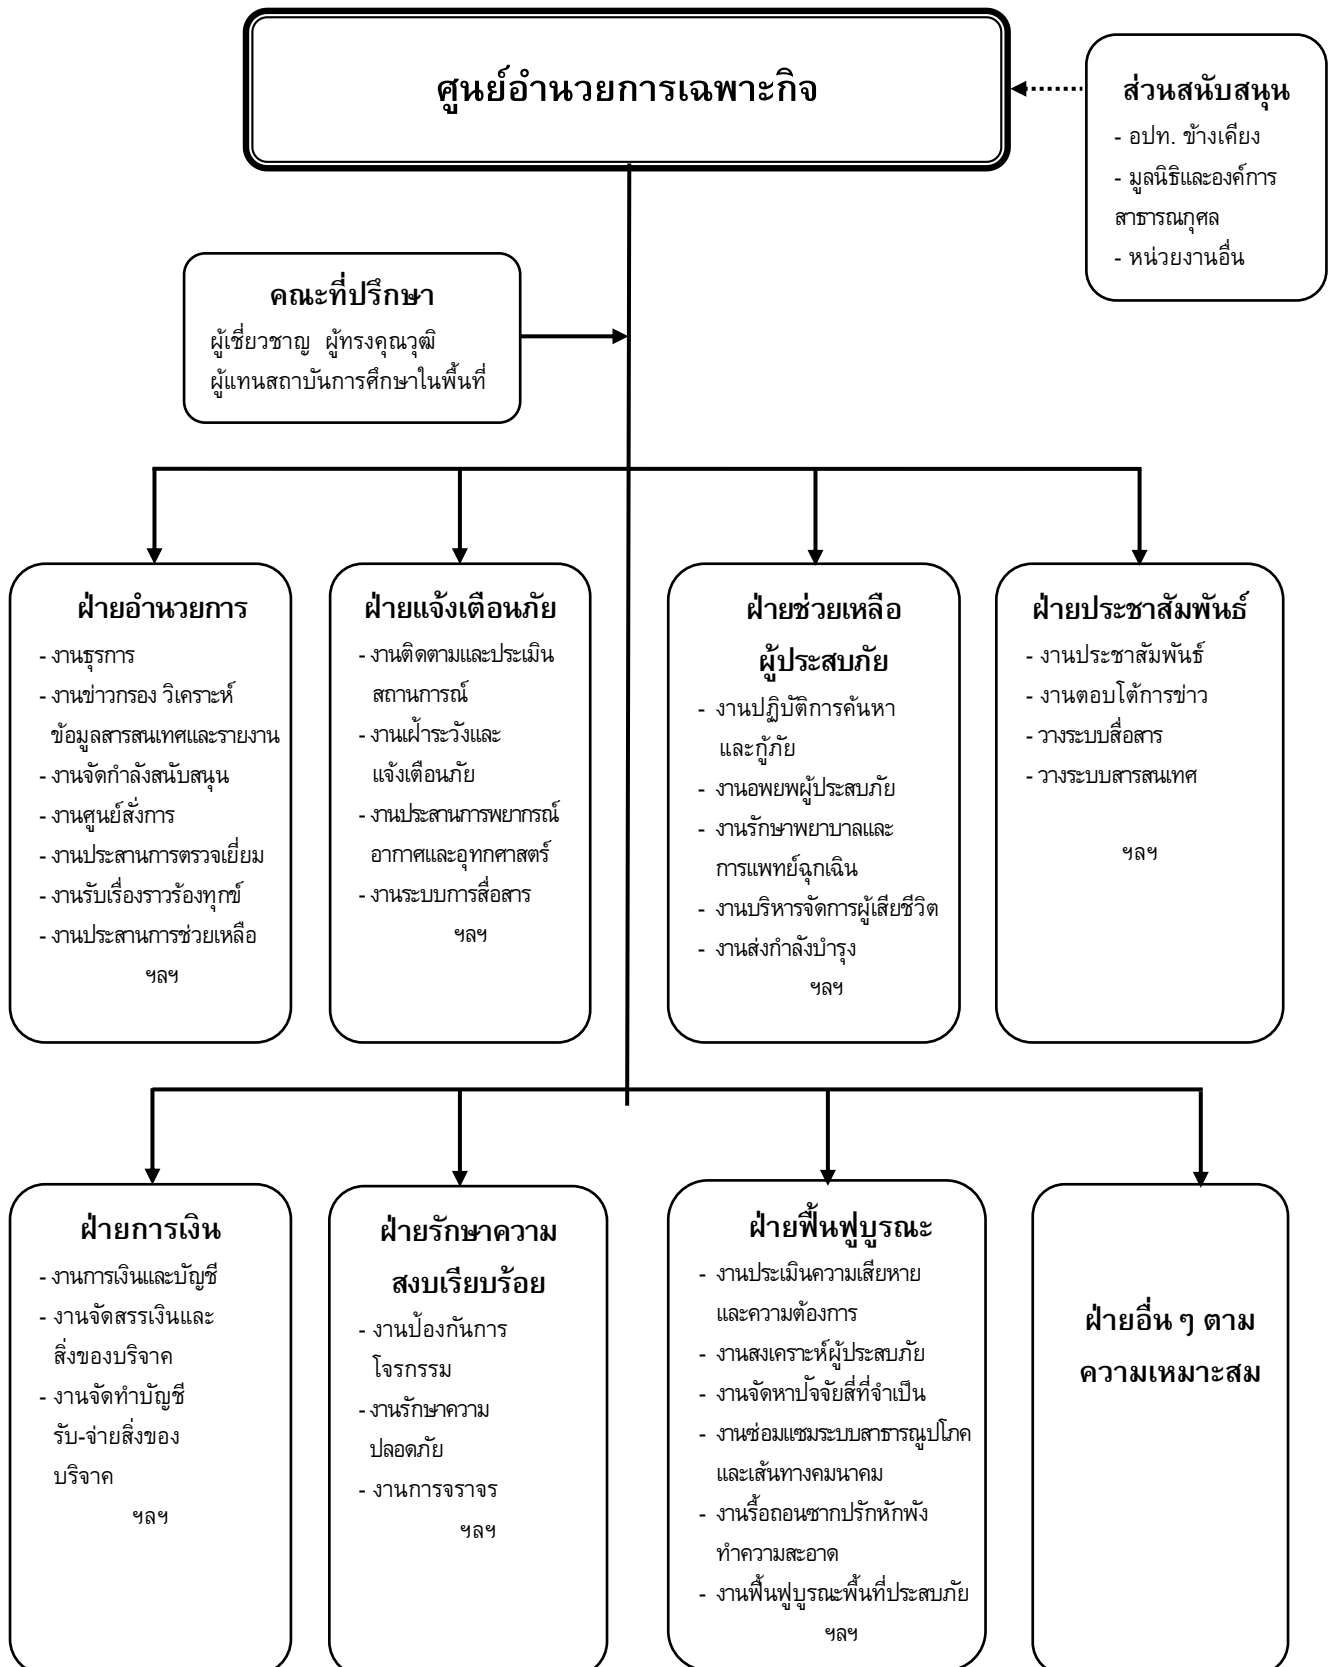 ศูนย์อำนวยการเฉพาะกิจ
ส่วนสนับสนุน
- อปท. ข้างเคียง
- มูลนิธิและองค์การ
สาธารณกุศล
- หน่วยงานอื่น
คณะที่ปรึกษา
ผู้เชี่ยวชาญ ผู้ทรงคุณวุฒิ
ผู้แทนสถาบันการศึกษาในพื้นที่
ฝ่ายอำนวยการ
- งานธุรการ
- งานข่าวกรอง วิเคราะห์
ข้อมูลสารสนเทศและรายงาน
- งานจัดกำลังสนับสนุน
- งานศูนย์สั่งการ
- งานประสานการตรวจเยี่ยม
- งานรับเรื่องราวร้องทุกข์
- งานประสานการช่วยเหลือ
ฯลฯ
ฝ่ายแจ้งเตือนภัย
- งานติดตามและประเมิน
สถานการณ์
- งานเฝ้าระวังและ
แจ้งเตือนภัย
- งานประสานการพยากรณ์
อากาศและอุทกศาสตร์
- งานระบบการสื่อสาร
ฯลฯ
ฝ่ายช่วยเหลือ
ผู้ประสบภัย
- งานปฏิบัติการค้นหา
และกู้ภัย
- งานอพยพผู้ประสบภัย
- งานรักษาพยาบาลและ
การแพทย์ฉุกเฉิน
- งานบริหารจัดการผู้เสียชีวิต
- งานส่งกำลังบำรุง
ฯลฯ
ฝ่ายประชาสัมพันธ์
- งานประชาสัมพันธ์
- งานตอบโต้การข่าว
- วางระบบสื่อสาร
- วางระบบสารสนเทศ
ฯลฯ
ฝ่ายการเงิน
- งานการเงินและบัญชี
- งานจัดสรรเงินและ
สิ่งของบริจาค
- งานจัดทำบัญชี
รับ-จ่ายสิ่งของ
บริจาค
ฯลฯ
ฝ่ายรักษาความ
สงบเรียบร้อย
- งานป้องกันการ
โจรกรรม
- งานรักษาความ
ปลอดภัย
- งานการจราจร
ฯลฯ
ฝ่ายฟื้นฟูบูรณะ
- งานประเมินความเสียหาย
และความต้องการ
- งานสงเคราะห์ผู้ประสบภัย
- งานจัดหาปัจจัยสี่ที่จำเป็น
- งานซ่อมแซมระบบสาธารณูปโภค
และเส้นทางคมนาคม
- งานรื้อถอนซากปรักหักพัง
ทำความสะอาด
- งานฟื้นฟูบูรณะพื้นที่ประสบภัย
ฯลฯ
ฝ่ายอื่น ๆ ตาม
ความเหมาะสม